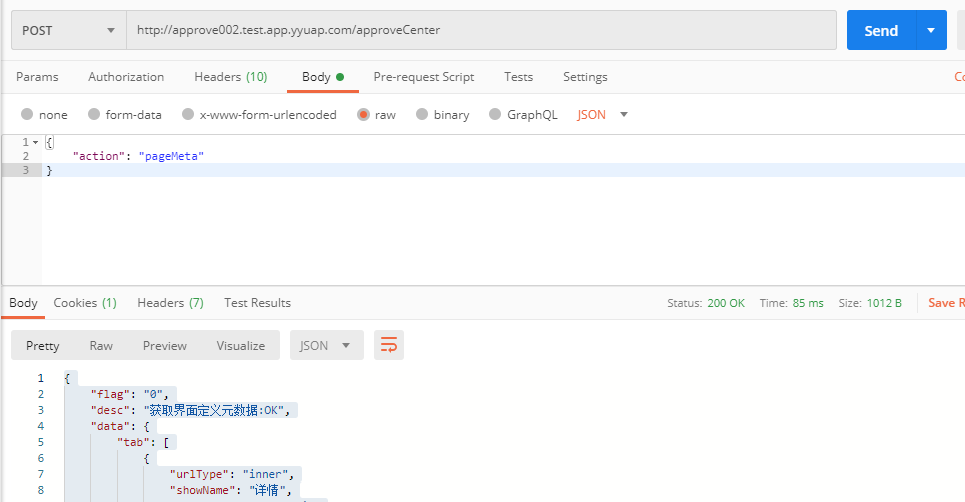 POST http://approve002.test.app.yyuap.com/approveCenter Send
Params Authorization Headers (10) Body Pre-request Script Tests Settings Co
none form-data x-www-form-urlencoded raw binary GraphQL JSON
1 {
2 "action": "pageMeta"
3 }
Body Cookies (1) Headers (7) Test Results Status: 200 OK Time: 85 ms Size: 1012 B Save R
Pretty Raw Preview Visualize JSON
1 {
2 "flag": "0",
3 "desc": "获取界面定义元数据:OK",
4 "data": {
5 "tab": [
6 {
7 "urlType": "inner",
8 "showName": "详情",